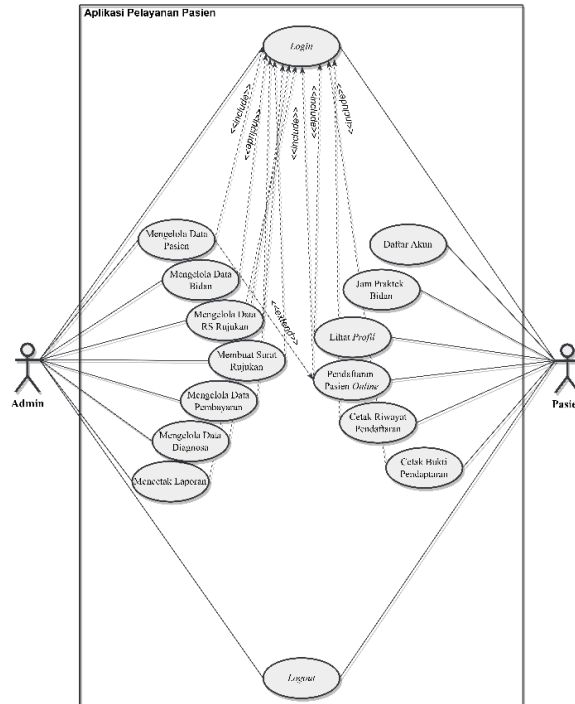 Aplikasi Pelayanan Pasien
Login
<<include>>
<<include>>
<<include>>
<<include>>
<<include>>
Mengelola Data
Pasien
Daftar Akun
Mengelola Data
Bidan
Jam Praktek
Bidan
Mengelola Data
RS Rujukan
<<extend>>
Lihat Profil
Membuat Surat
Rujukan
Pendaftaran
Pasien Online
Admin
Pasie
Mengelola Data
Pembayaran
Cetak Riwayat
Pendaftaran
Mengelola Data
Diagnosa
Cetak Bukti
Pendaptaran
Mencetak Laporan
Logout